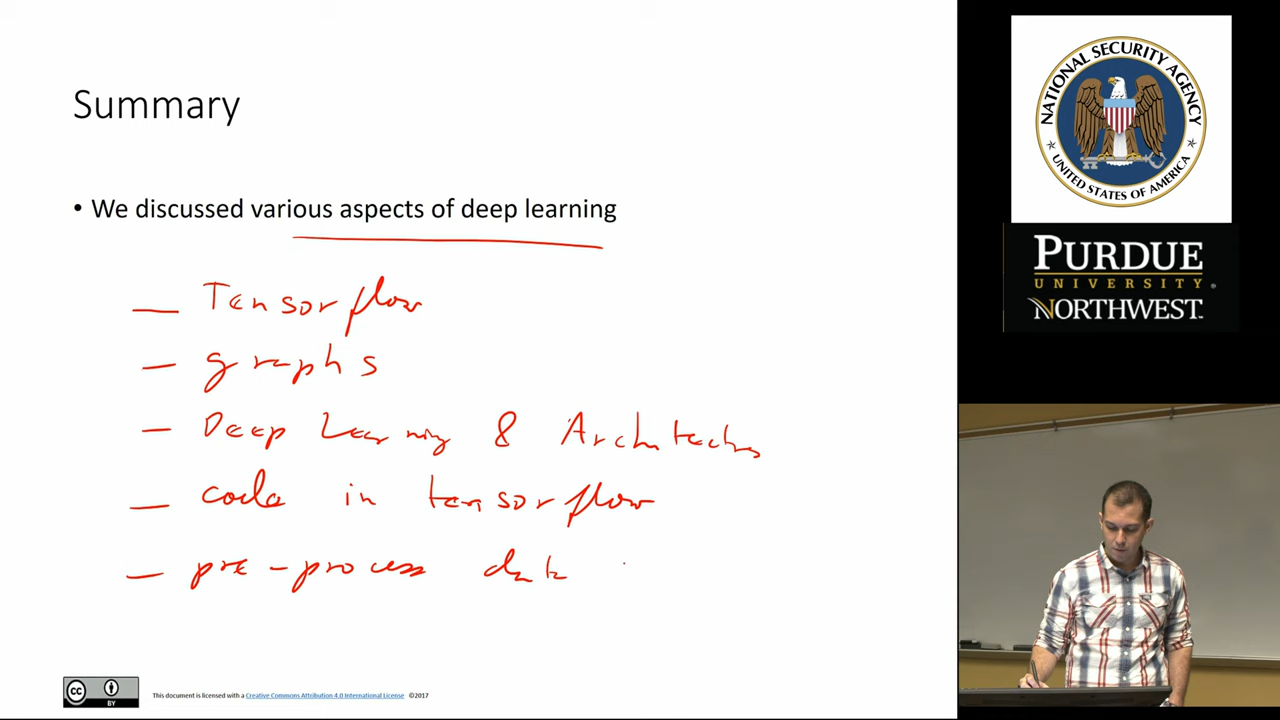 Summary
• We discussed various aspects of deep learning
— Tensorflow
— graphs
— Deep Learning & Architectures
— code in tensorflow
— pre-process data
This document is licensed with a Creative Commons Attribution 4.0 International License ©2017
cc
BY
NATIONAL SECURITY AGENCY
UNITED STATES OF AMERICA
PURDUE
UNIVERSITY
NORTHWEST